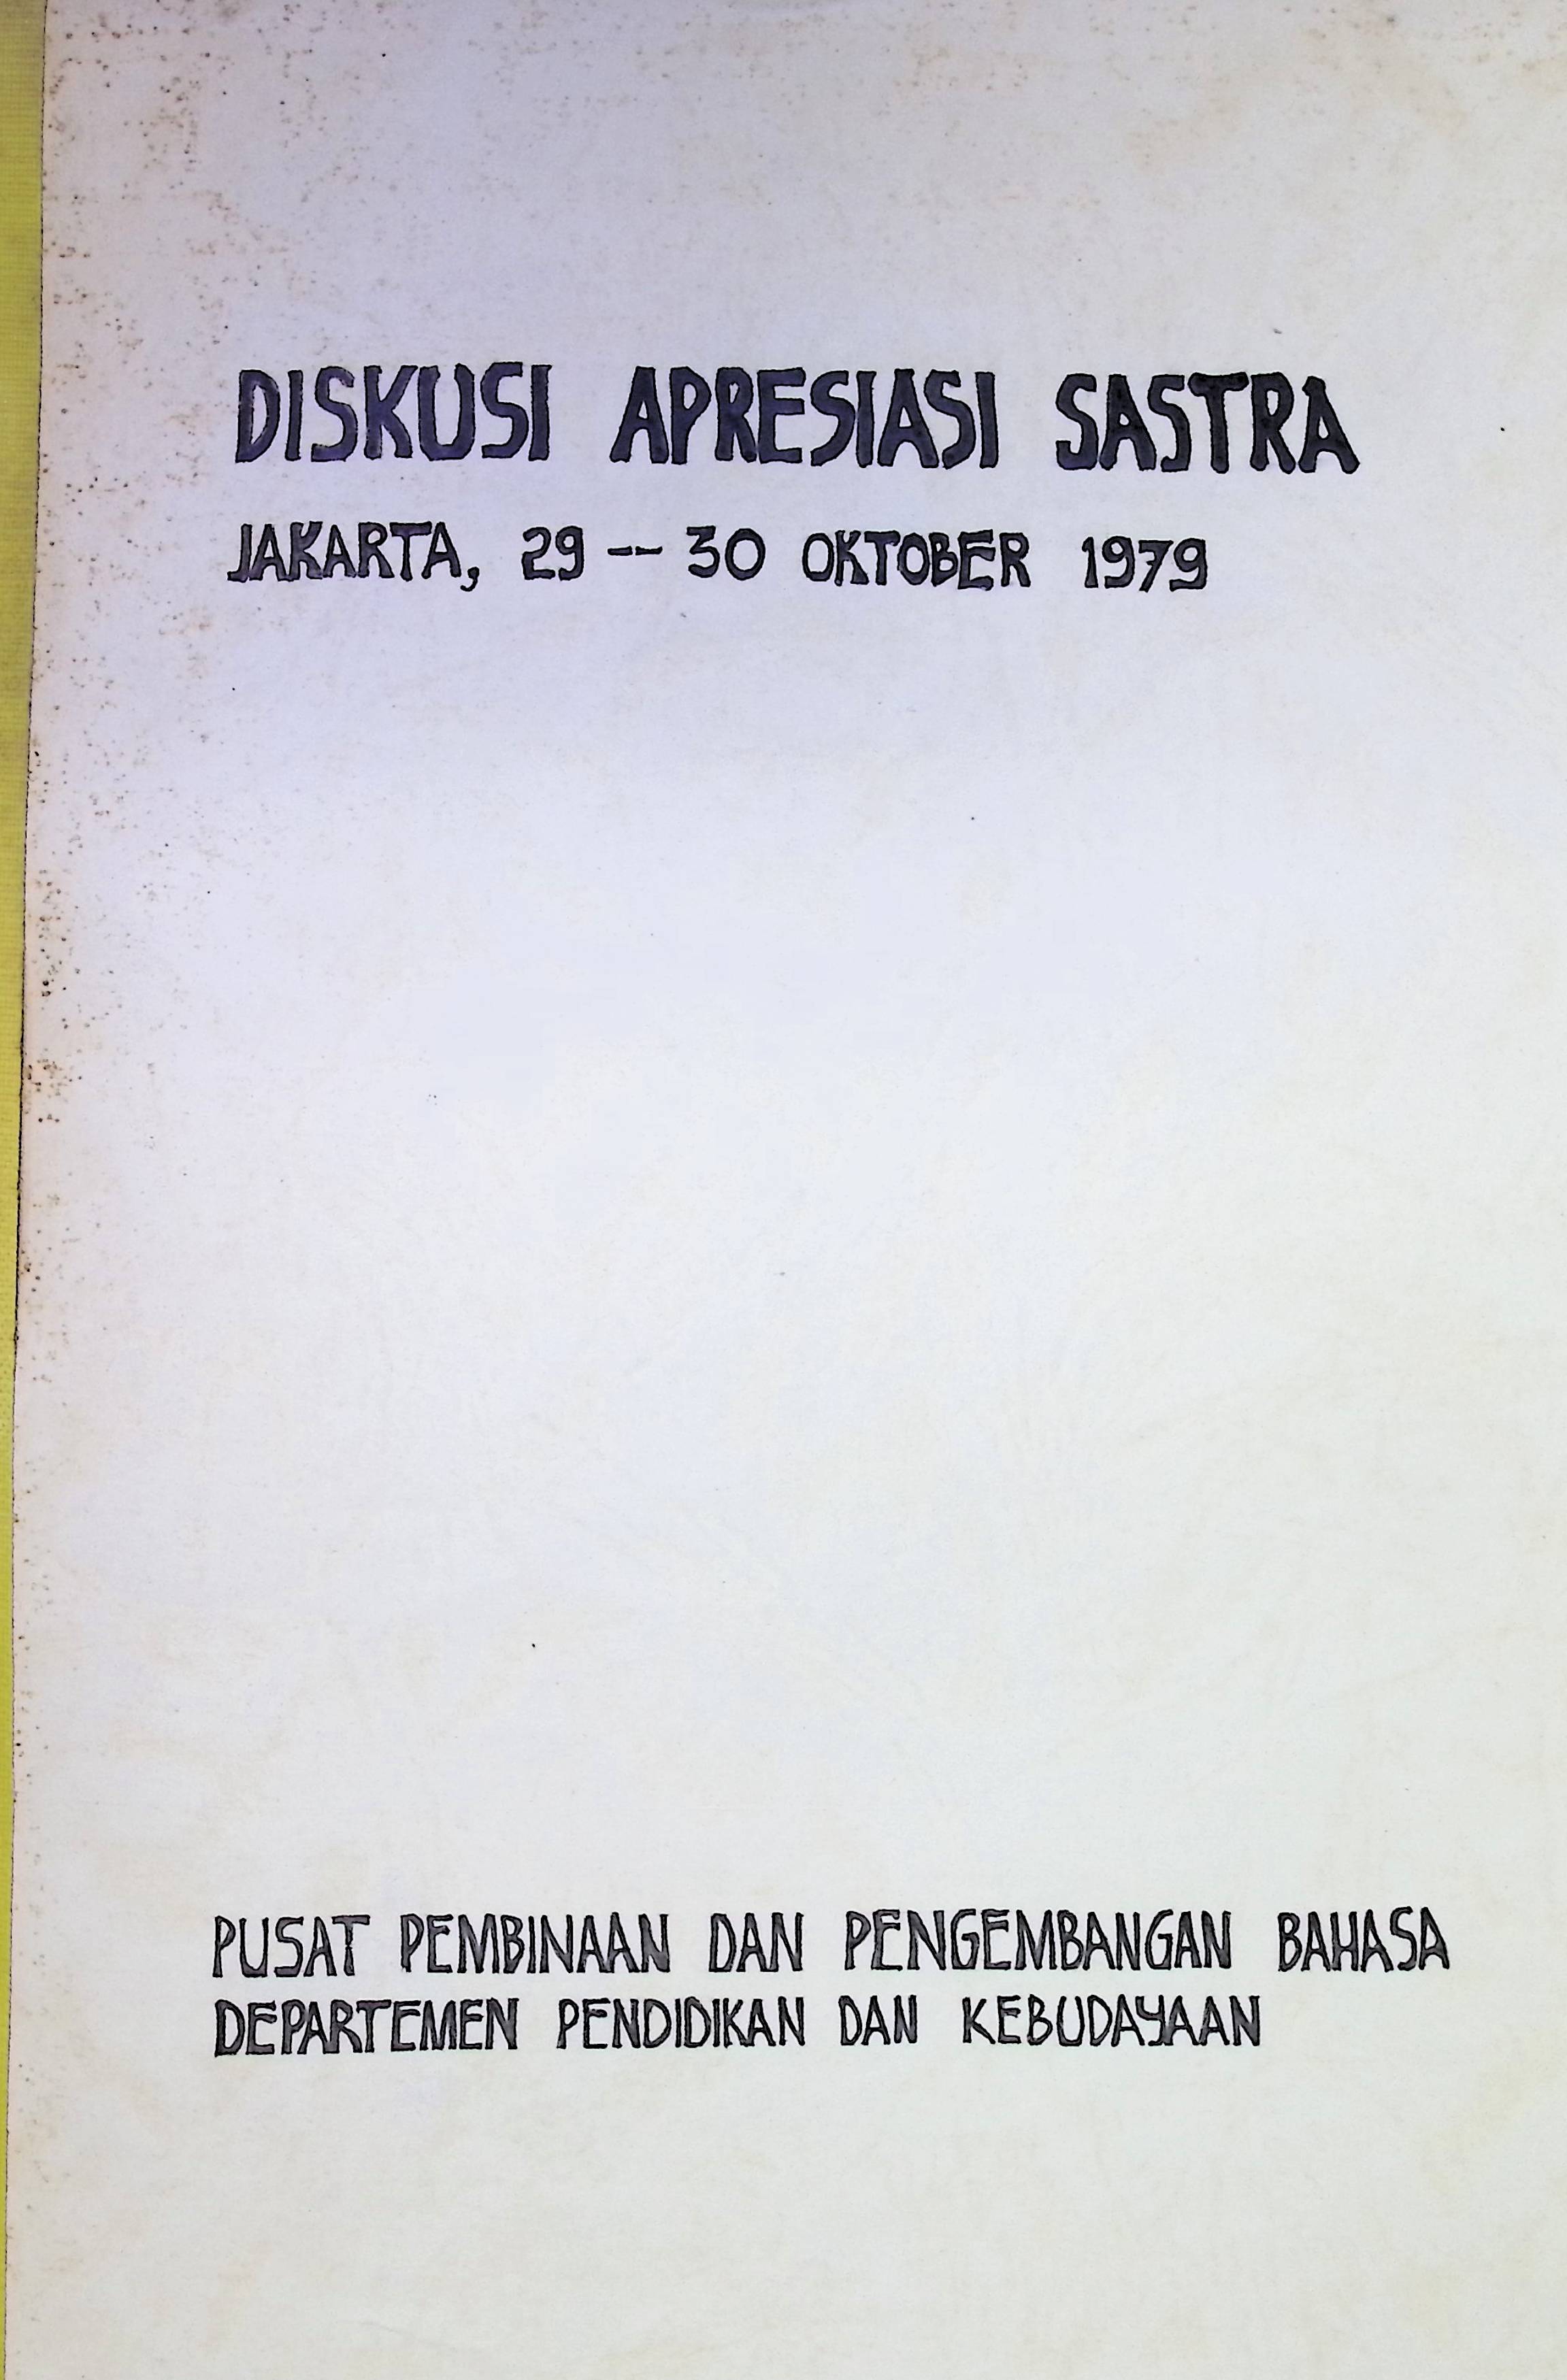 DISKUSI APRESIASI SASTRA
JAKARTA, 29 -- 30 OKTOBER 1979
PUSAT PEMBINAAN DAN PENGEMBANGAN BAHASA
DEPARTEMEN PENDIDIKAN DAN KEBUDAYAAN